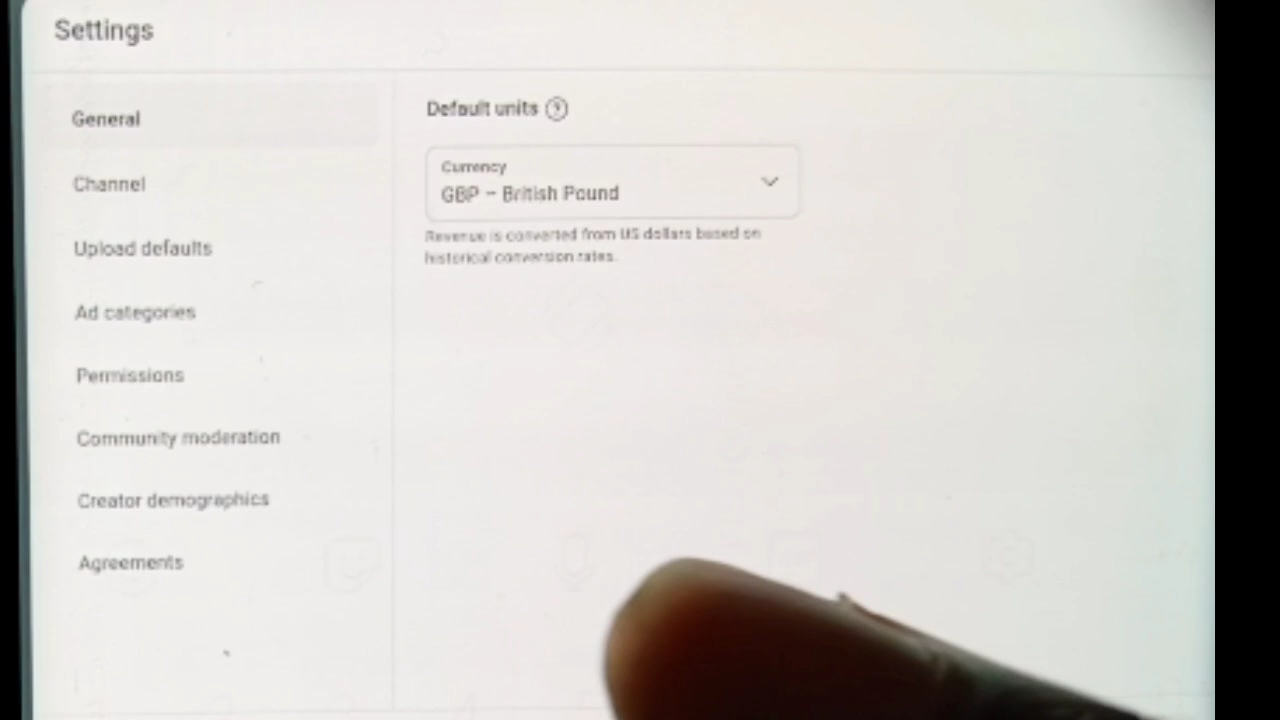 Settings
General
Channel
Upload defaults
Ad categories
Permissions
Community moderation
Creator demographics
Agreements
Default units ?
Currency
GBP – British Pound
Revenue is converted from US dollars based on
historical conversion rates.